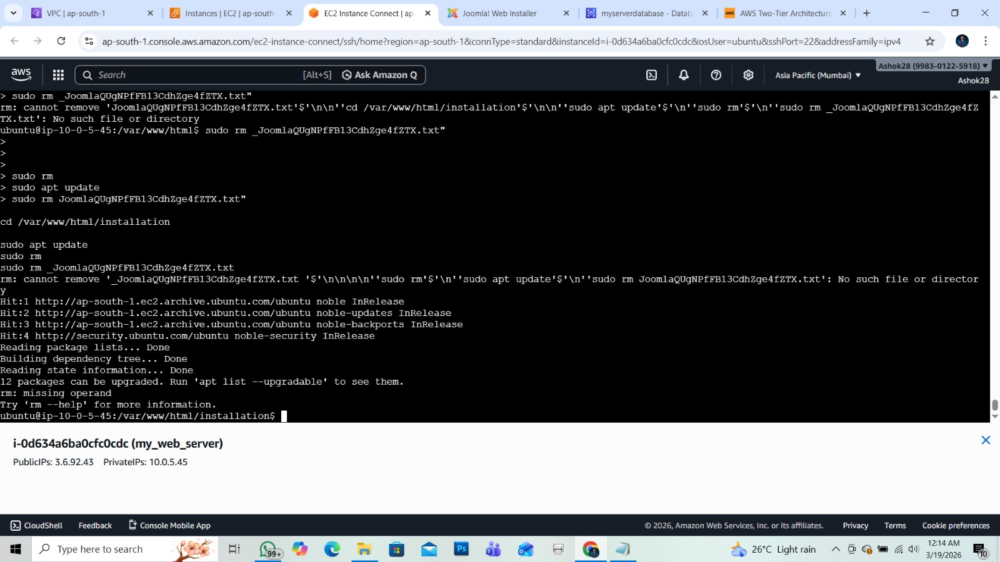 VPC | ap-south-1
Instances | EC2 | ap-south-
EC2 Instance Connect | ap-
Joomla! Web Installer
myserverdatabase - Databa
AWS Two-Tier Architecture
ap-south-1.console.aws.amazon.com/ec2-instance-connect/ssh/home?region=ap-south-1&connType=standard&instanceId=i-0d634a6ba0cfc0cdc&osUser=ubuntu&sshPort=22&addressFamily=ipv4
aws
Search
[Alt+S]
Ask Amazon Q
Asia Pacific (Mumbai)
Ashok28 (9983-0122-5918)
Ashok28
> sudo rm _JoomlaQUgNPfFB13CdhZge4fZTX.txt"
rm: cannot remove 'JoomlaQUgNPfFB13CdhZge4fZTX.txt'$'\n\n''cd /var/www/html/installation'$'\n\n''sudo apt update'$'\n''sudo rm'$'\n''sudo rm _JoomlaQUgNPfFB13CdhZge4fZ
TX.txt': No such file or directory
ubuntu@ip-10-0-5-45:/var/www/html$ sudo rm _JoomlaQUgNPfFB13CdhZge4fZTX.txt"
>
>
>
> sudo rm
> sudo apt update
> sudo rm JoomlaQUgNPfFB13CdhZge4fZTX.txt"
cd /var/www/html/installation
sudo apt update
sudo rm
sudo rm _JoomlaQUgNPfFB13CdhZge4fZTX.txt
rm: cannot remove '_JoomlaQUgNPfFB13CdhZge4fZTX.txt '$'\n\n\n\n''sudo rm'$'\n''sudo apt update'$'\n''sudo rm JoomlaQUgNPfFB13CdhZge4fZTX.txt': No such file or director
y
Hit:1 http://ap-south-1.ec2.archive.ubuntu.com/ubuntu noble InRelease
Hit:2 http://ap-south-1.ec2.archive.ubuntu.com/ubuntu noble-updates InRelease
Hit:3 http://ap-south-1.ec2.archive.ubuntu.com/ubuntu noble-backports InRelease
Hit:4 http://security.ubuntu.com/ubuntu noble-security InRelease
Reading package lists... Done
Building dependency tree... Done
Reading state information... Done
12 packages can be upgraded. Run 'apt list --upgradable' to see them.
rm: missing operand
Try 'rm --help' for more information.
ubuntu@ip-10-0-5-45:/var/www/html/installation$
i-0d634a6ba0cfc0cdc (my_web_server)
PublicIPs: 3.6.92.43 PrivateIPs: 10.0.5.45
CloudShell
Feedback
Console Mobile App
© 2026, Amazon Web Services, Inc. or its affiliates.
Privacy
Terms
Cookie preferences
Type here to search
99+
Ps
26°C Light rain
12:14 AM
3/19/2026
10